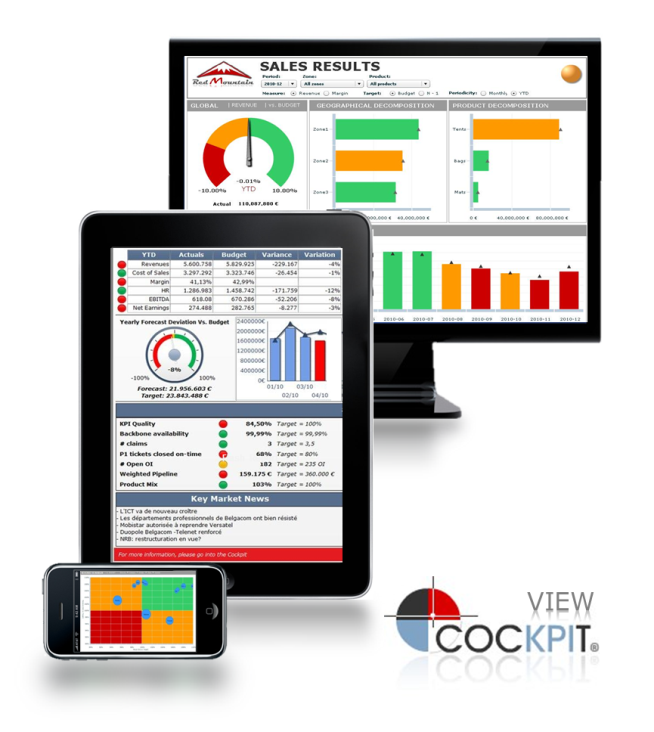 Red Mountain
SALES RESULTS
Period: Zone: Products:
2010-12 All zones All products
Measure: Revenue Margin Target: Budget N - 1 Periodicity: Monthly YTD
GLOBAL | REVENUE | vs. BUDGET
GEOGRAPHICAL DECOMPOSITION
PRODUCT DECOMPOSITION
-10.00% -0.01% 10.00%
YTD
Actual
Zone1
Zone2
Zone3
40,000,000 €
Tents
Bags
Mats
0 € 40,000,000 € 80,000,000 €
2010-06 2010-07 2010-08 2010-09 2010-10 2010-11 2010-12
YTD Actuals Budget Variance Variation
Revenues 5.600.758 5.829.925 -229.167 -4%
Cost of Sales 3.297.292 3.323.746 -26.454 -1%
Margin 41,13% 42,99%
HR 1.286.983 1.458.742 -171.759 -12%
EBITDA 618.08 670.286 -52.206 -8%
Net Earnings 274.488 282.765 -8.277 -3%
Yearly Forecast Deviation Vs. Budget
-8%
-100% 100%
Forecast: 21.956.603 €
Target: 23.843.488 €
2400000€
2000000€
1600000€
1200000€
800000€
400000€
0€
01/10 03/10
02/10 04/10
KPI Quality 84,50% Target = 100%
Backbone availability 99,99% Target = 99,99%
# claims 3 Target = 2,5
P1 tickets closed on-time 68% Target = 80%
# Open OI 182 Target = 235 OI
Weighted Pipeline 159.175 € Target = 360.000 €
Product Mix 103% Target = 100%
Key Market News
- L'ICT va de nouveau croître
- Les départements professionnels de Belgacom ont bien résisté
- Mobistar autorisée à reprendre Versatel
- Duopole Belgacom -Telenet renforcé
- NRB: restructuration en vue?
For more information, please go into the Cockpit
VIEW
COCKPIT®